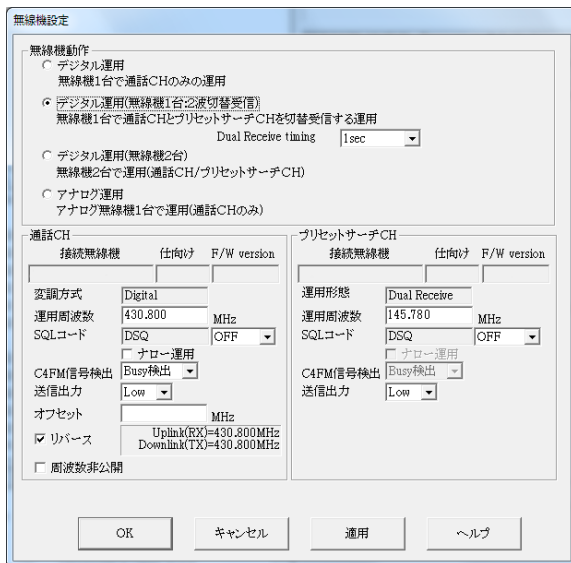 無線機設定
無線機動作
デジタル運用
無線機1台で通話CHのみの運用
デジタル運用(無線機1台:2波切替受信)
無線機1台で通話CHとプリセットサーチCHを切替受信する運用
Dual Receive timing 1sec
デジタル運用(無線機2台)
無線機2台で運用(通話CH/プリセットサーチCH)
アナログ運用
アナログ無線機1台で運用(通話CHのみ)
通話CH
接続無線機 仕向け F/W version
変調方式 Digital
運用周波数 430.800 MHz
SQLコード DSQ OFF
ナロー運用
C4FM信号検出 Busy検出
送信出力 Low
オフセット MHz
リバース Uplink(RX)=430.800MHz
Downlink(TX)=430.800MHz
周波数非公開
プリセットサーチCH
接続無線機 仕向け F/W version
運用形態 Dual Receive
運用周波数 145.780 MHz
SQLコード DSQ OFF
ナロー運用
C4FM信号検出 Busy検出
送信出力 Low
OK キャンセル 適用 ヘルプ